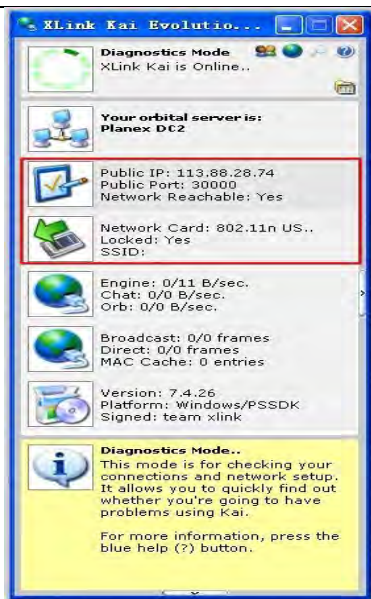 XLink Kai Evolutio...
Diagnostics Mode
XLink Kai is Online..
Your orbital server is:
Planex DC2
Public IP: 113.88.28.74
Public Port: 30000
Network Reachable: Yes
Network Card: 802.11n US..
Locked: Yes
SSID:
Engine: 0/11 B/sec.
Chat: 0/0 B/sec.
Orb: 0/0 B/sec.
Broadcast: 0/0 frames
Direct: 0/0 frames
MAC Cache: 0 entries
Version: 7.4.26
Platform: Windows/PSSDK
Signed: team xlink
Diagnostics Mode..
This mode is for checking your
connections and network setup.
It allows you to quickly find out
whether you're going to have
problems using Kai.
For more information, press the
blue help (?) button.